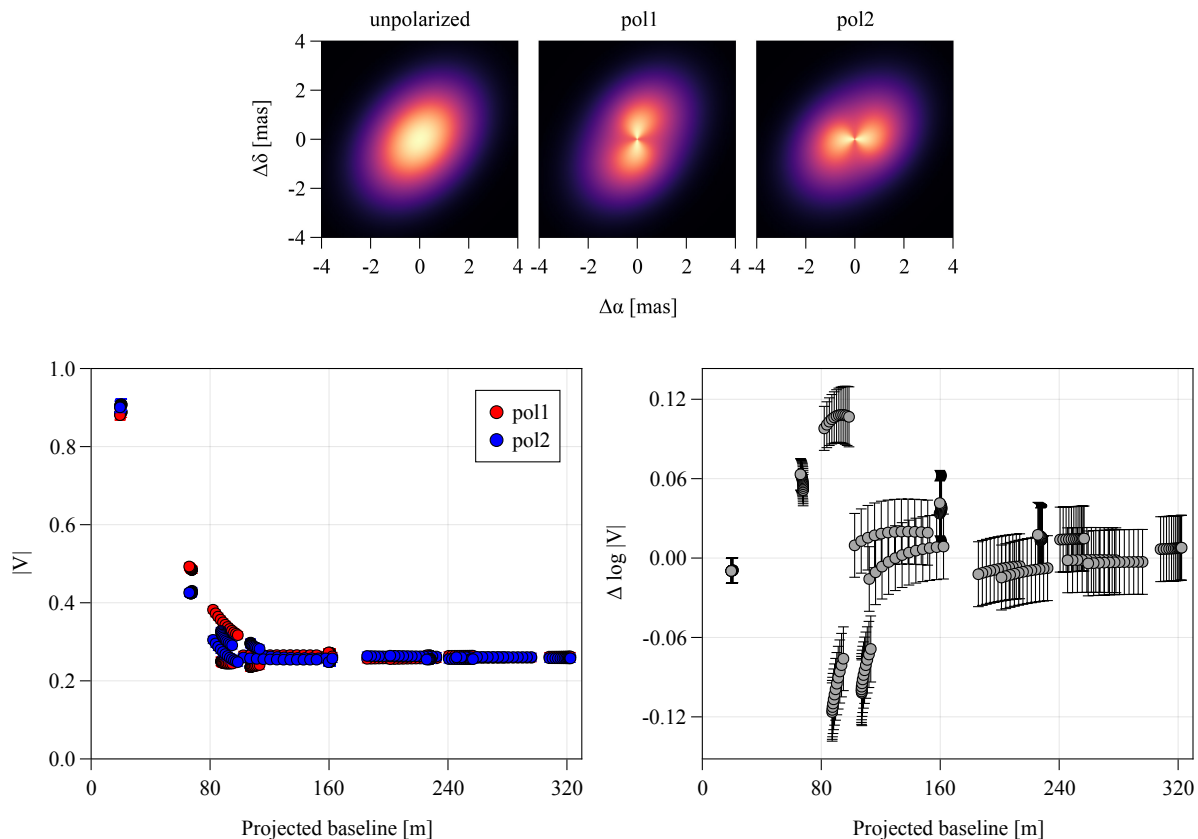 unpolarized pol1 pol2
4
2
0
-2
-4
Δδ [mas]
-4 -2 0 2 4 -4 -2 0 2 4 -4 -2 0 2 4
Δα [mas]
1.0
0.8
0.6
0.4
0.2
0.0
|V|
pol1
pol2
0 80 160 240 320
Projected baseline [m]
0.12
0.06
0.00
-0.06
-0.12
Δ log |V|
0 80 160 240 320
Projected baseline [m]